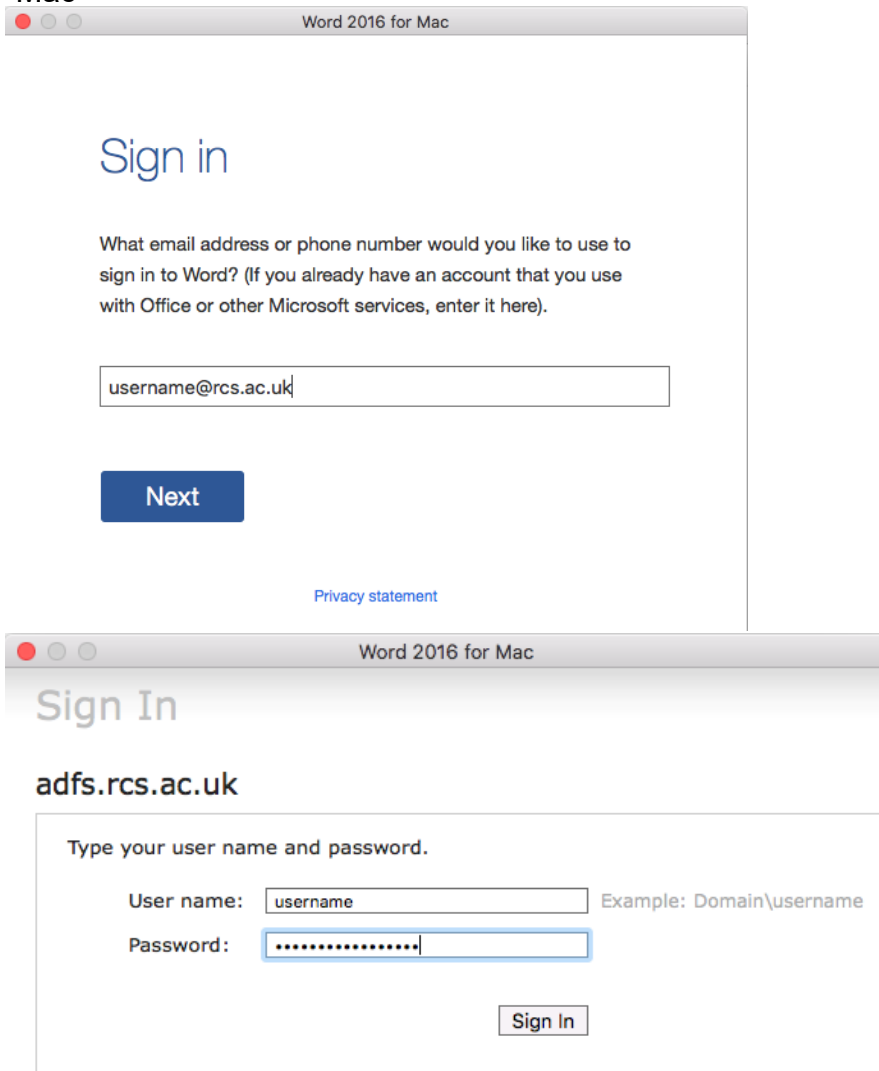 Mac
Word 2016 for Mac
Sign in
What email address or phone number would you like to use to
sign in to Word? (If you already have an account that you use
with Office or other Microsoft services, enter it here).
username@rcs.ac.uk
Next
Privacy statement
Word 2016 for Mac
Sign In
adfs.rcs.ac.uk
Type your user name and password.
User name: username Example: Domain\username
Password: •••••••••••••••••
Sign In